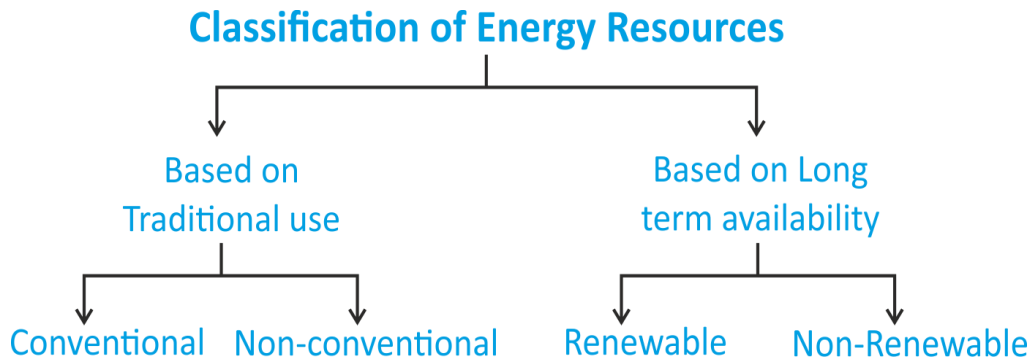 Classification of Energy Resources
Based on
Traditional use
Based on Long
term availability
Conventional
Non-conventional
Renewable
Non-Renewable